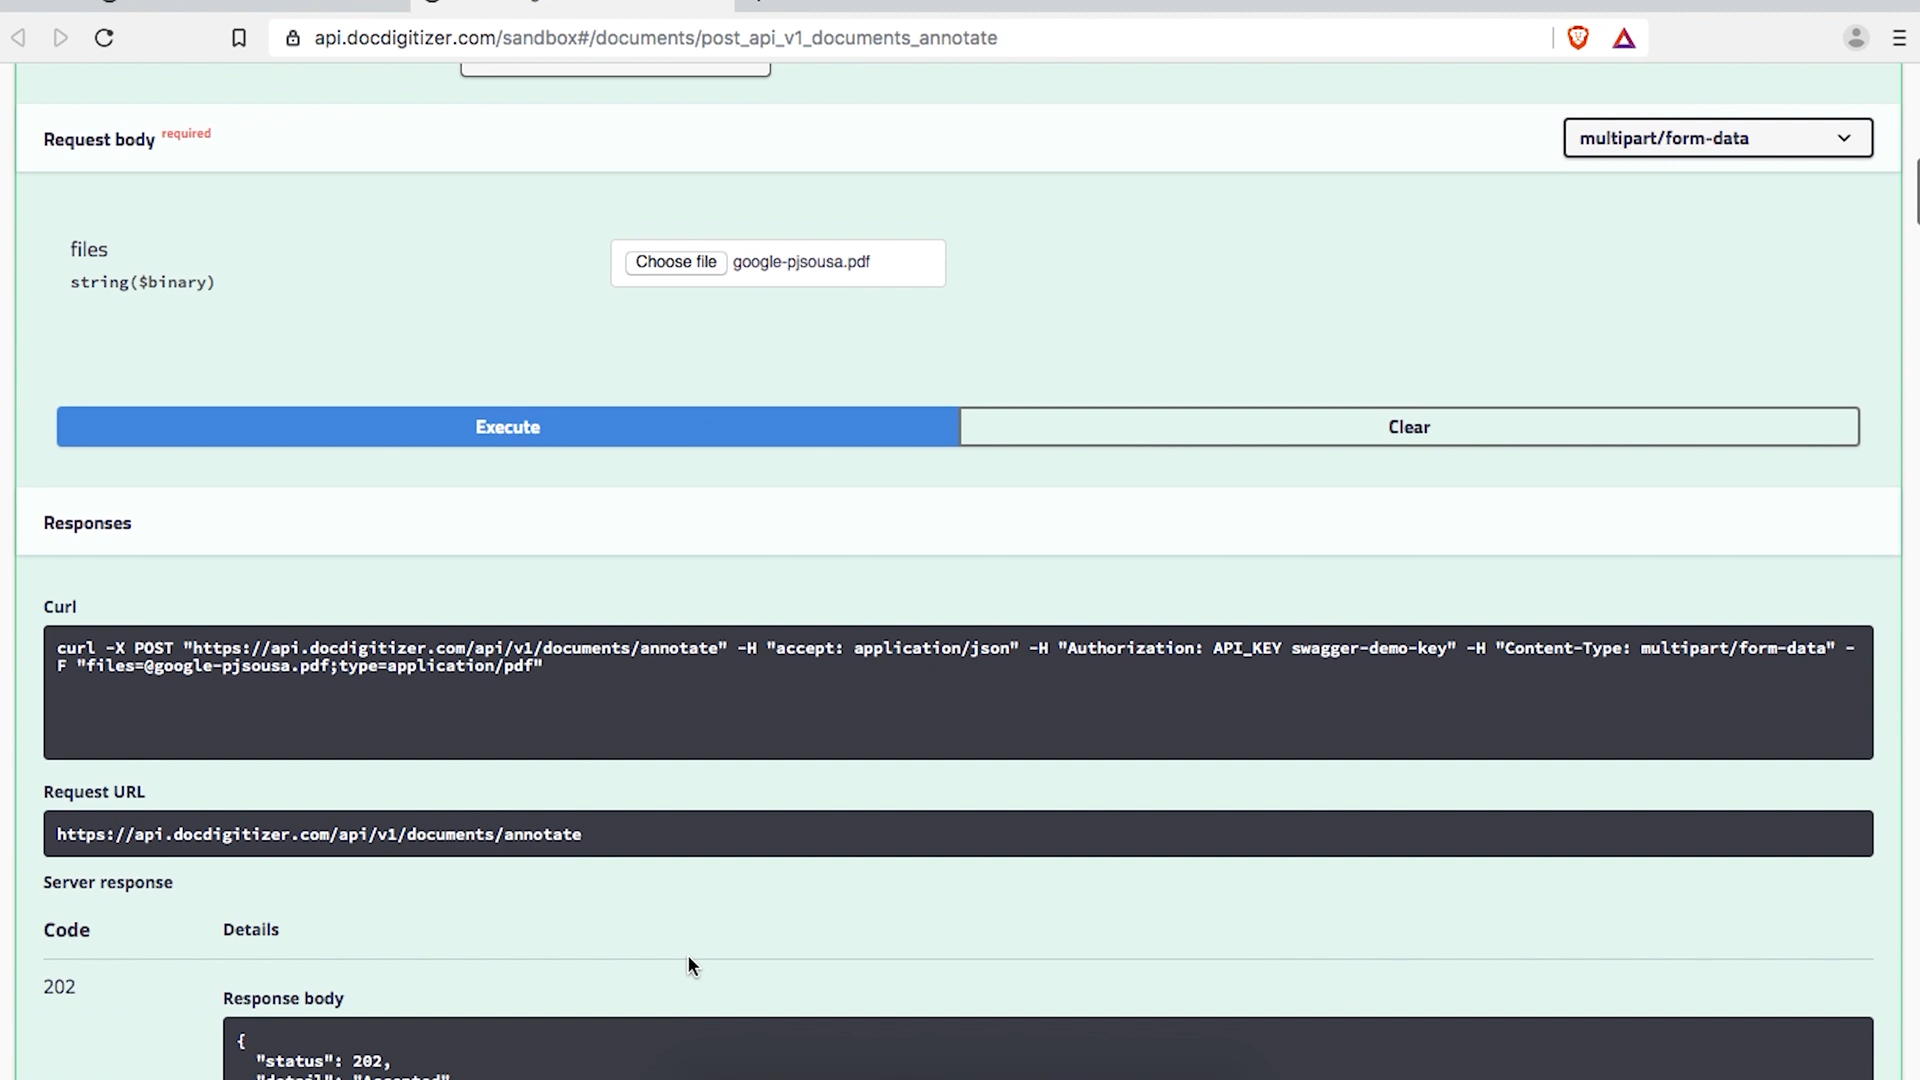 api.docdigitizer.com/sandbox#/documents/post_api_v1_documents_annotate
Request body required
multipart/form-data
files
string($binary)
Choose file google-pjsousa.pdf
Execute
Clear
Responses
Curl
curl -X POST "https://api.docdigitizer.com/api/v1/documents/annotate" -H "accept: application/json" -H "Authorization: API_KEY swagger-demo-key" -H "Content-Type: multipart/form-data" -
F "files=@google-pjsousa.pdf;type=application/pdf"
Request URL
https://api.docdigitizer.com/api/v1/documents/annotate
Server response
Code
Details
202
Response body
{
"status": 202,
"detail": "Accepted"